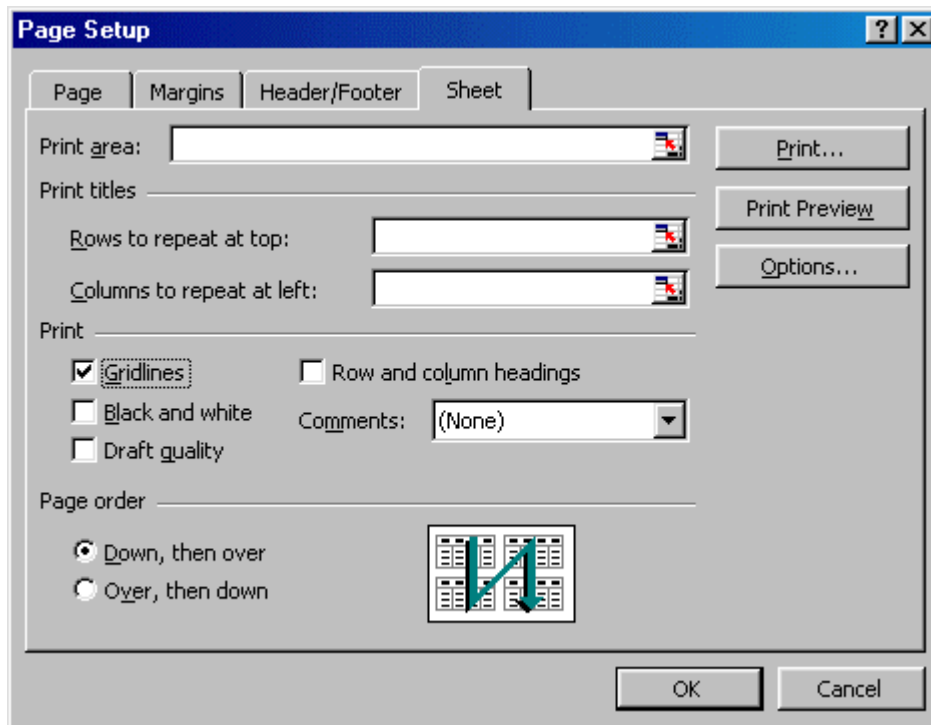 Page Setup
Page Margins Header/Footer Sheet
Print area:
Print...
Print titles
Print Preview
Rows to repeat at top:
Options...
Columns to repeat at left:
Print
Gridlines
Row and column headings
Black and white
Comments: (None)
Draft quality
Page order
Down, then over
Over, then down
OK Cancel